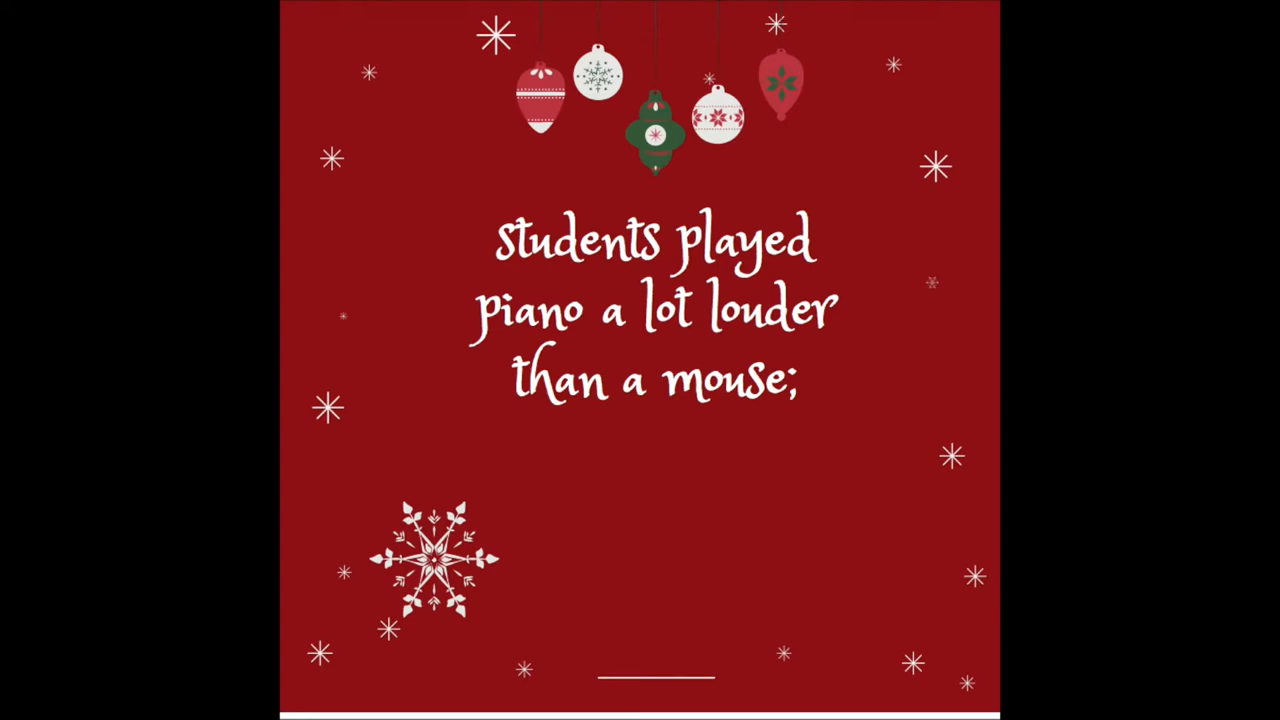 students played
piano a lot louder
than a mouse;